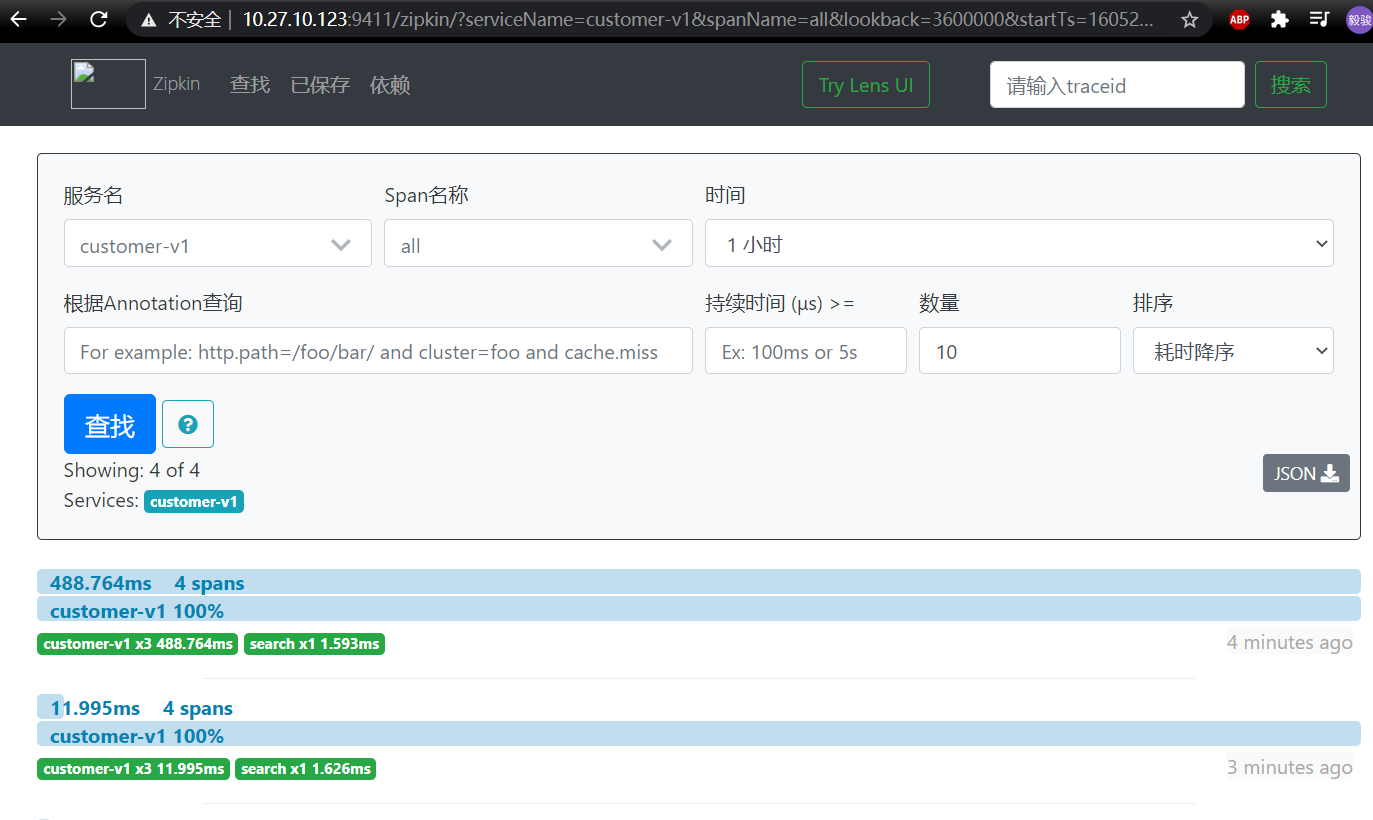 不安全 | 10.27.10.123:9411/zipkin/?serviceName=customer-v1&spanName=all&lookback=3600000&startTs=16052... ABP 毅骏
Zipkin 查找 已保存 依赖 Try Lens UI 请输入traceid 搜索
服务名 Span名称 时间
customer-v1 all 1 小时
根据Annotation查询 持续时间 (μs) >= 数量 排序
For example: http.path=/foo/bar/ and cluster=foo and cache.miss Ex: 100ms or 5s 10 耗时降序
查找 ?
Showing: 4 of 4
JSON
Services: customer-v1
488.764ms 4 spans
customer-v1 100%
customer-v1 x3 488.764ms search x1 1.593ms 4 minutes ago
11.995ms 4 spans
customer-v1 100%
customer-v1 x3 11.995ms search x1 1.626ms 3 minutes ago